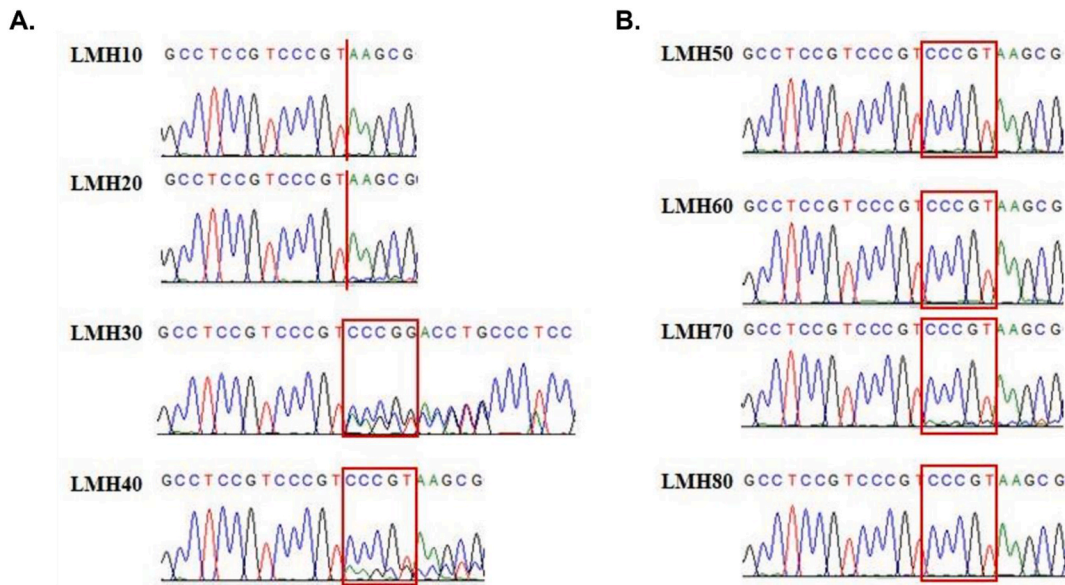 A.
LMH10 GCCTCCGTCCCGTAAGCG
LMH20 GCCTCCGTCCCGTAAGCG
LMH30 GCCTCCGTCCCGTCCCGGACCTGCCCTCC
LMH40 GCCTCCGTCCCGTCCCGTAAGCG
B.
LMH50 GCCTCCGTCCCGTCCCGTAAGCG
LMH60 GCCTCCGTCCCGTCCCGTAAGCG
LMH70 GCCTCCGTCCCGTCCCGTAAGCG
LMH80 GCCTCCGTCCCGTCCCGTAAGCG